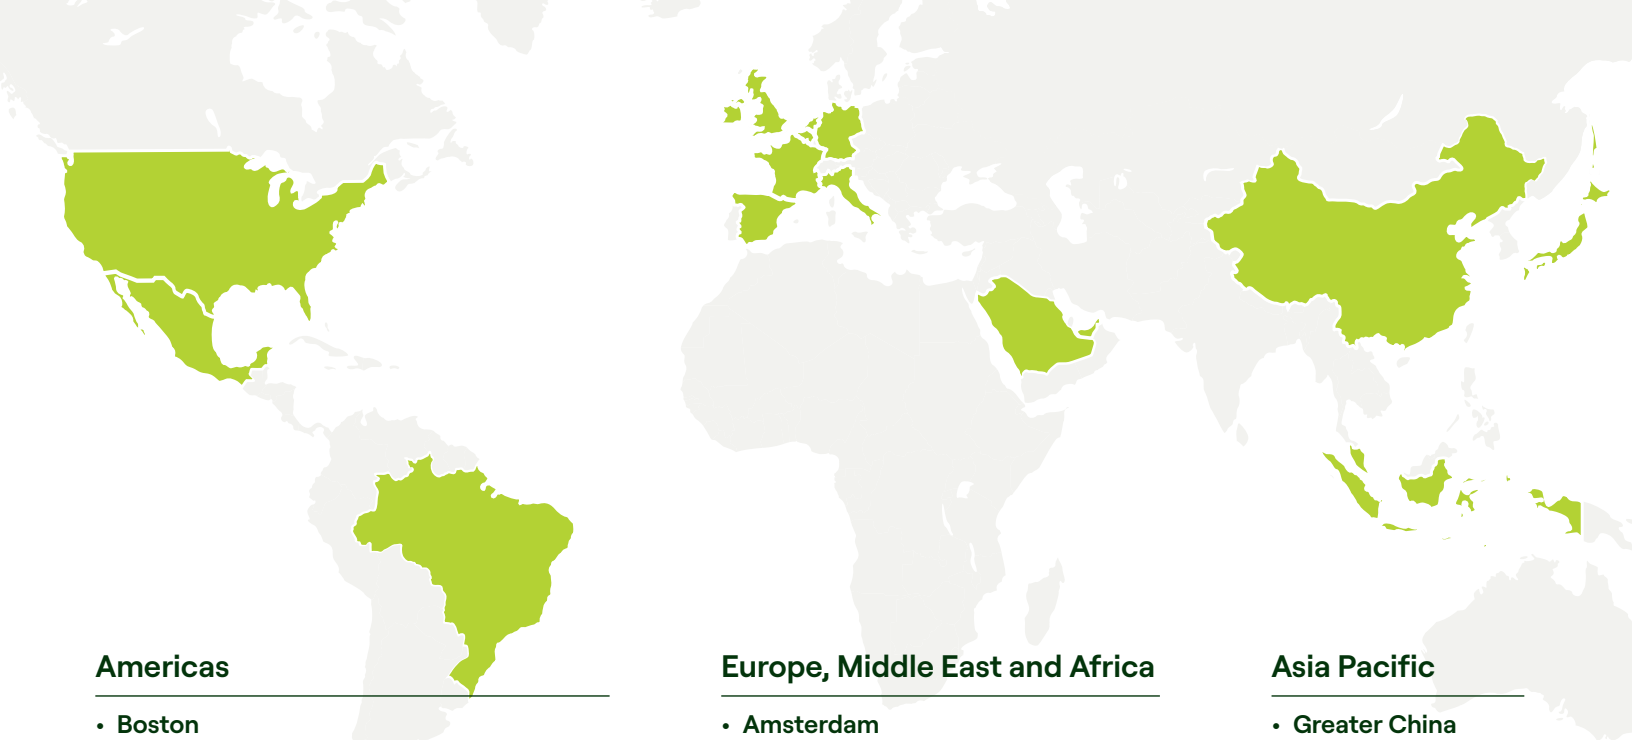 Americas
• Boston
Europe, Middle East and Africa
• Amsterdam
Asia Pacific
• Greater China